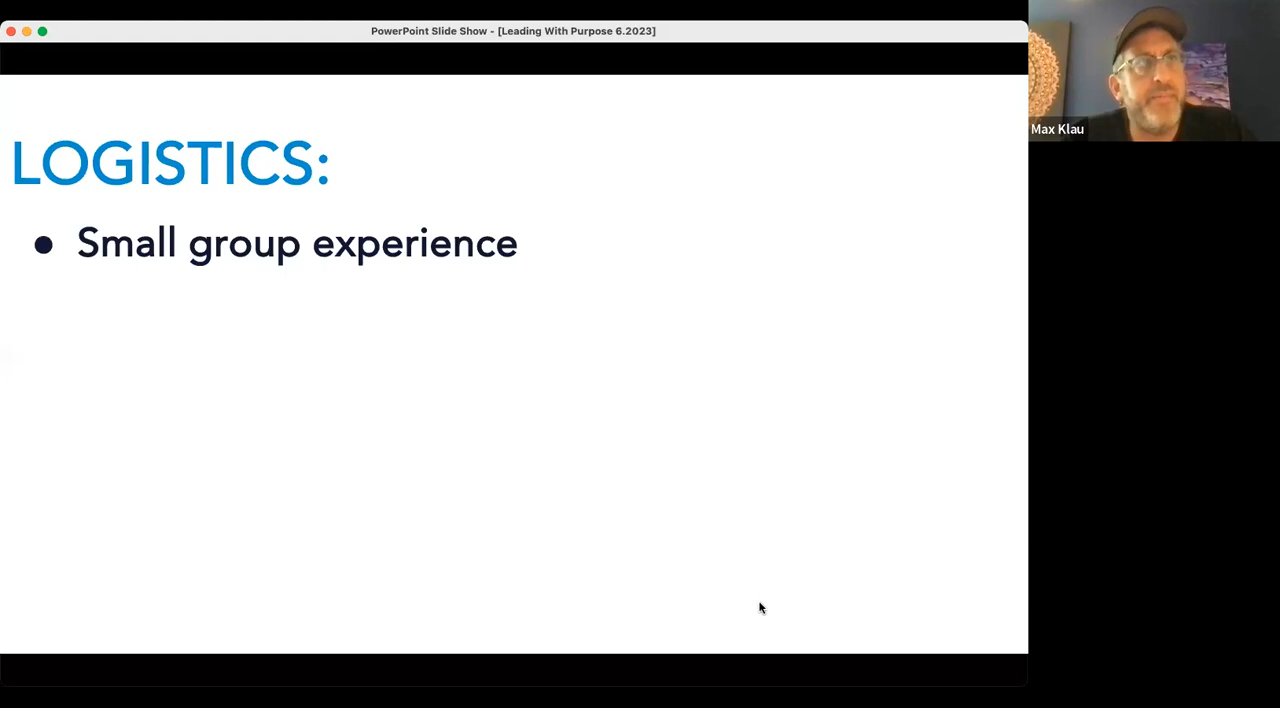 PowerPoint Slide Show - [Leading With Purpose 6.2023]
LOGISTICS:
● Small group experience
Max Klau